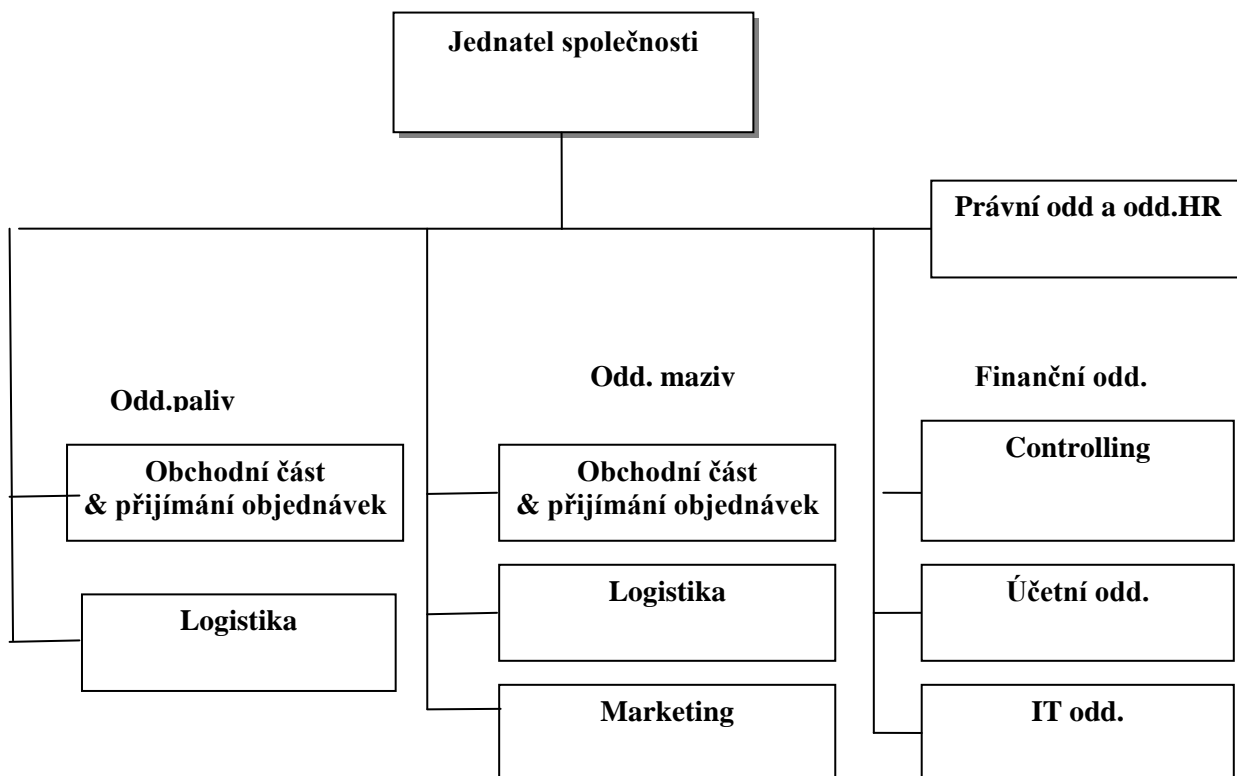 Jednatel společnosti
Právní odd a odd.HR
Odd.paliv
Odd. maziv
Finanční odd.
Obchodní část
& přijímání objednávek
Logistika
Obchodní část
& přijímání objednávek
Logistika
Marketing
Controlling
Účetní odd.
IT odd.